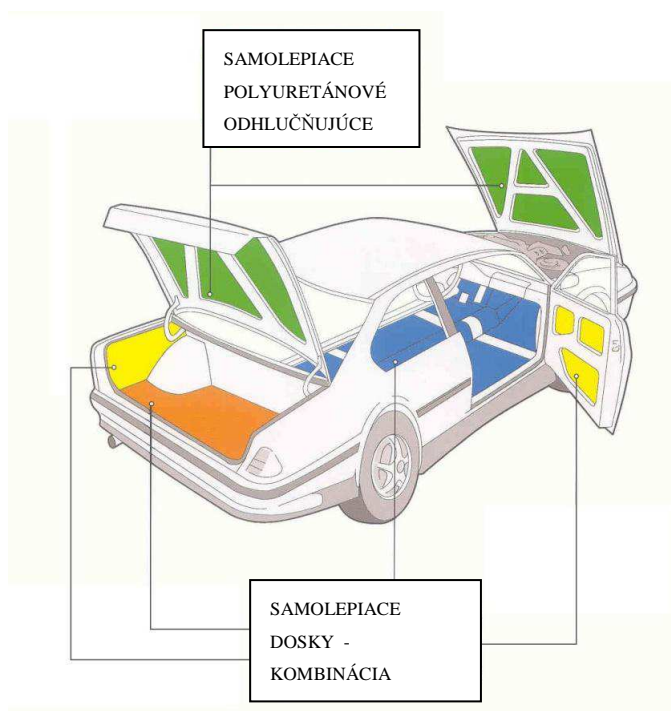 SAMOLEPIACE
POLYURETÁNOVÉ
ODHLUČŇUJÚCE
SAMOLEPIACE
DOSKY -
KOMBINÁCIA